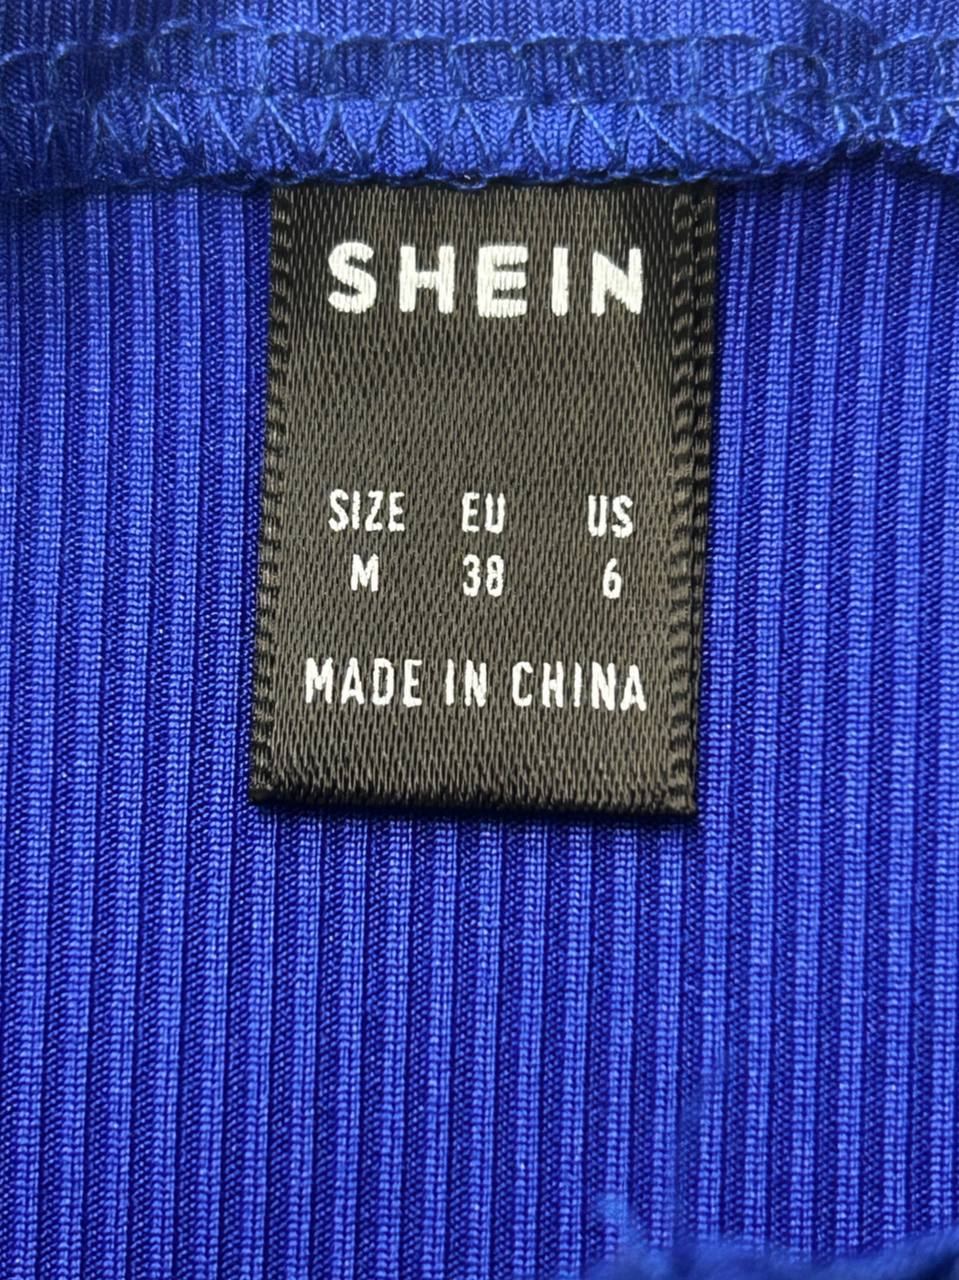 SHEIN
SIZE EU US
M 38 6
MADE IN CHINA